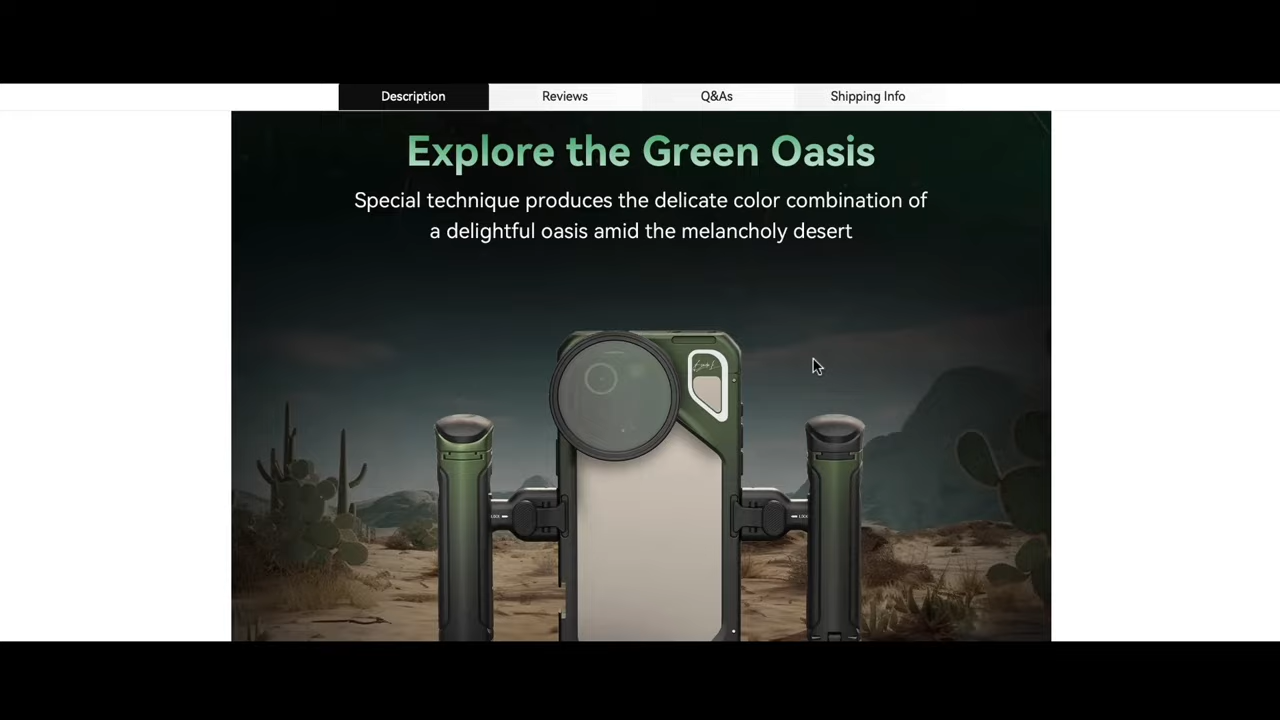 Description
Reviews
Q&As
Shipping Info
Explore the Green Oasis
Special technique produces the delicate color combination of
a delightful oasis amid the melancholy desert